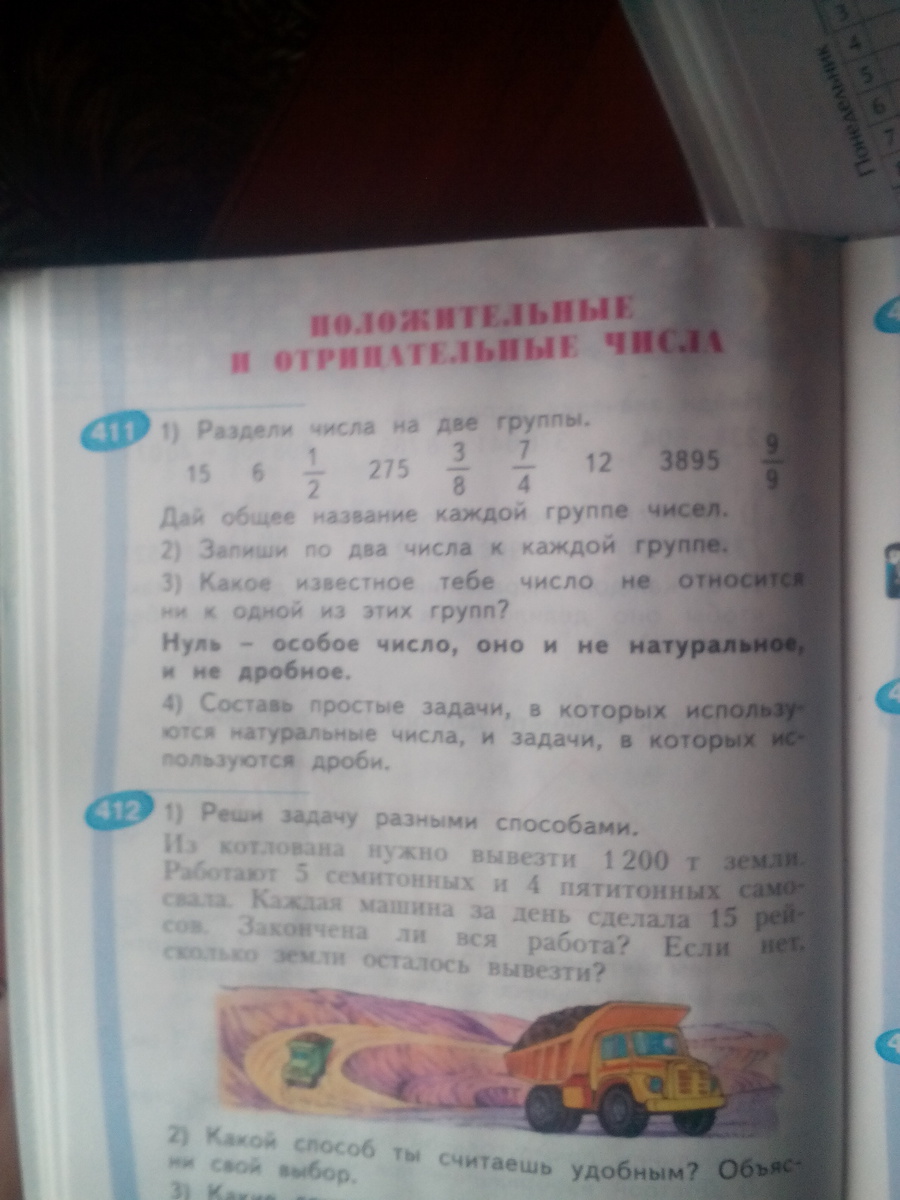 Понедельник
ПОЛОЖИТЕЛЬНЫЕ
И ОТРИЦАТЕЛЬНЫЕ ЧИСЛА
411 1) Раздели числа на две группы.
15 6 1/2 275 3/8 7/4 12 3895 9/9
Дай общее название каждой группе чисел.
2) Запиши по два числа к каждой группе.
3) Какое известное тебе число не относится
ни к одной из этих групп?
Нуль – особое число, оно и не натуральное,
и не дробное.
4) Составь простые задачи, в которых использу-
ются натуральные числа, и задачи, в которых ис-
пользуются дроби.
412 1) Реши задачу разными способами.
Из котлована нужно вывезти 1 200 т земли.
Работают 5 семитонных и 4 пятитонных само-
свала. Каждая машина за день сделала 15 рей-
сов. Закончена ли вся работа? Если нет,
сколько земли осталось вывезти?
2) Какой способ ты считаешь удобным? Объяс-
ни свой выбор.
3) Какие